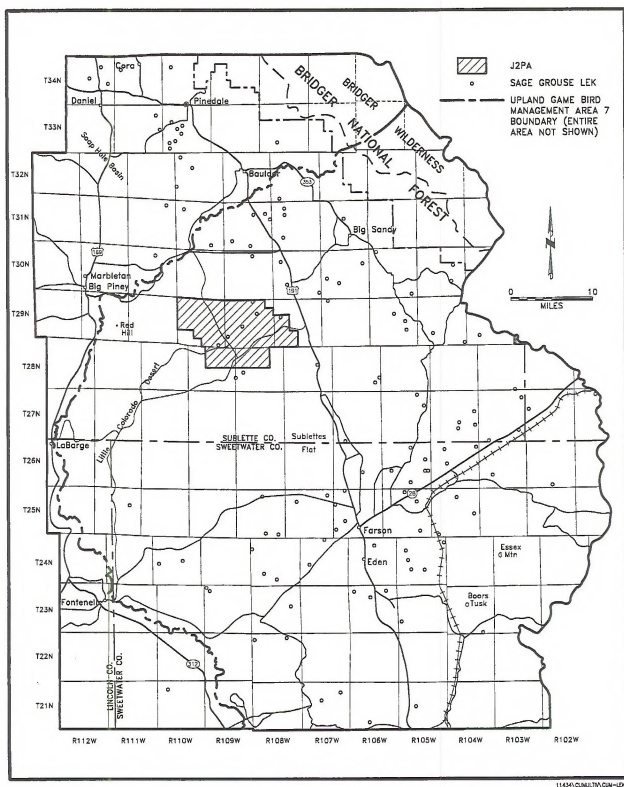 J2PA
SAGE GROUSE LEK
UPLAND GAME BIRD
MANAGEMENT AREA 7
BOUNDARY (ENTIRE
AREA NOT SHOWN)
T34N
Cora
BRIDGER
BRIDGER
Daniel
Pinedale
T33N
NATIONAL
WILDERNESS
Soap Hole Basin
T32N
Boulder
353
FOREST
T31N
Big Sandy
N
189
T30N
Marbleton
Big Piney
191
0 10
MILES
T29N
Red
Hill
T28N
Little Colorado Desert
T27N
SUBLETTE CO.
SWEETWATER CO.
Sublettes
Flat
LaBarge
T26N
28
T25N
Farson
T24N
Eden
Essex
Mtn
T23N
Fontenel
Boars
Tusk
T22N
372
LINCOLN CO.
SWEETWATER CO.
T21N
R112W R111W R110W R109W R108W R107W R106W R105W R104W R103W R102W